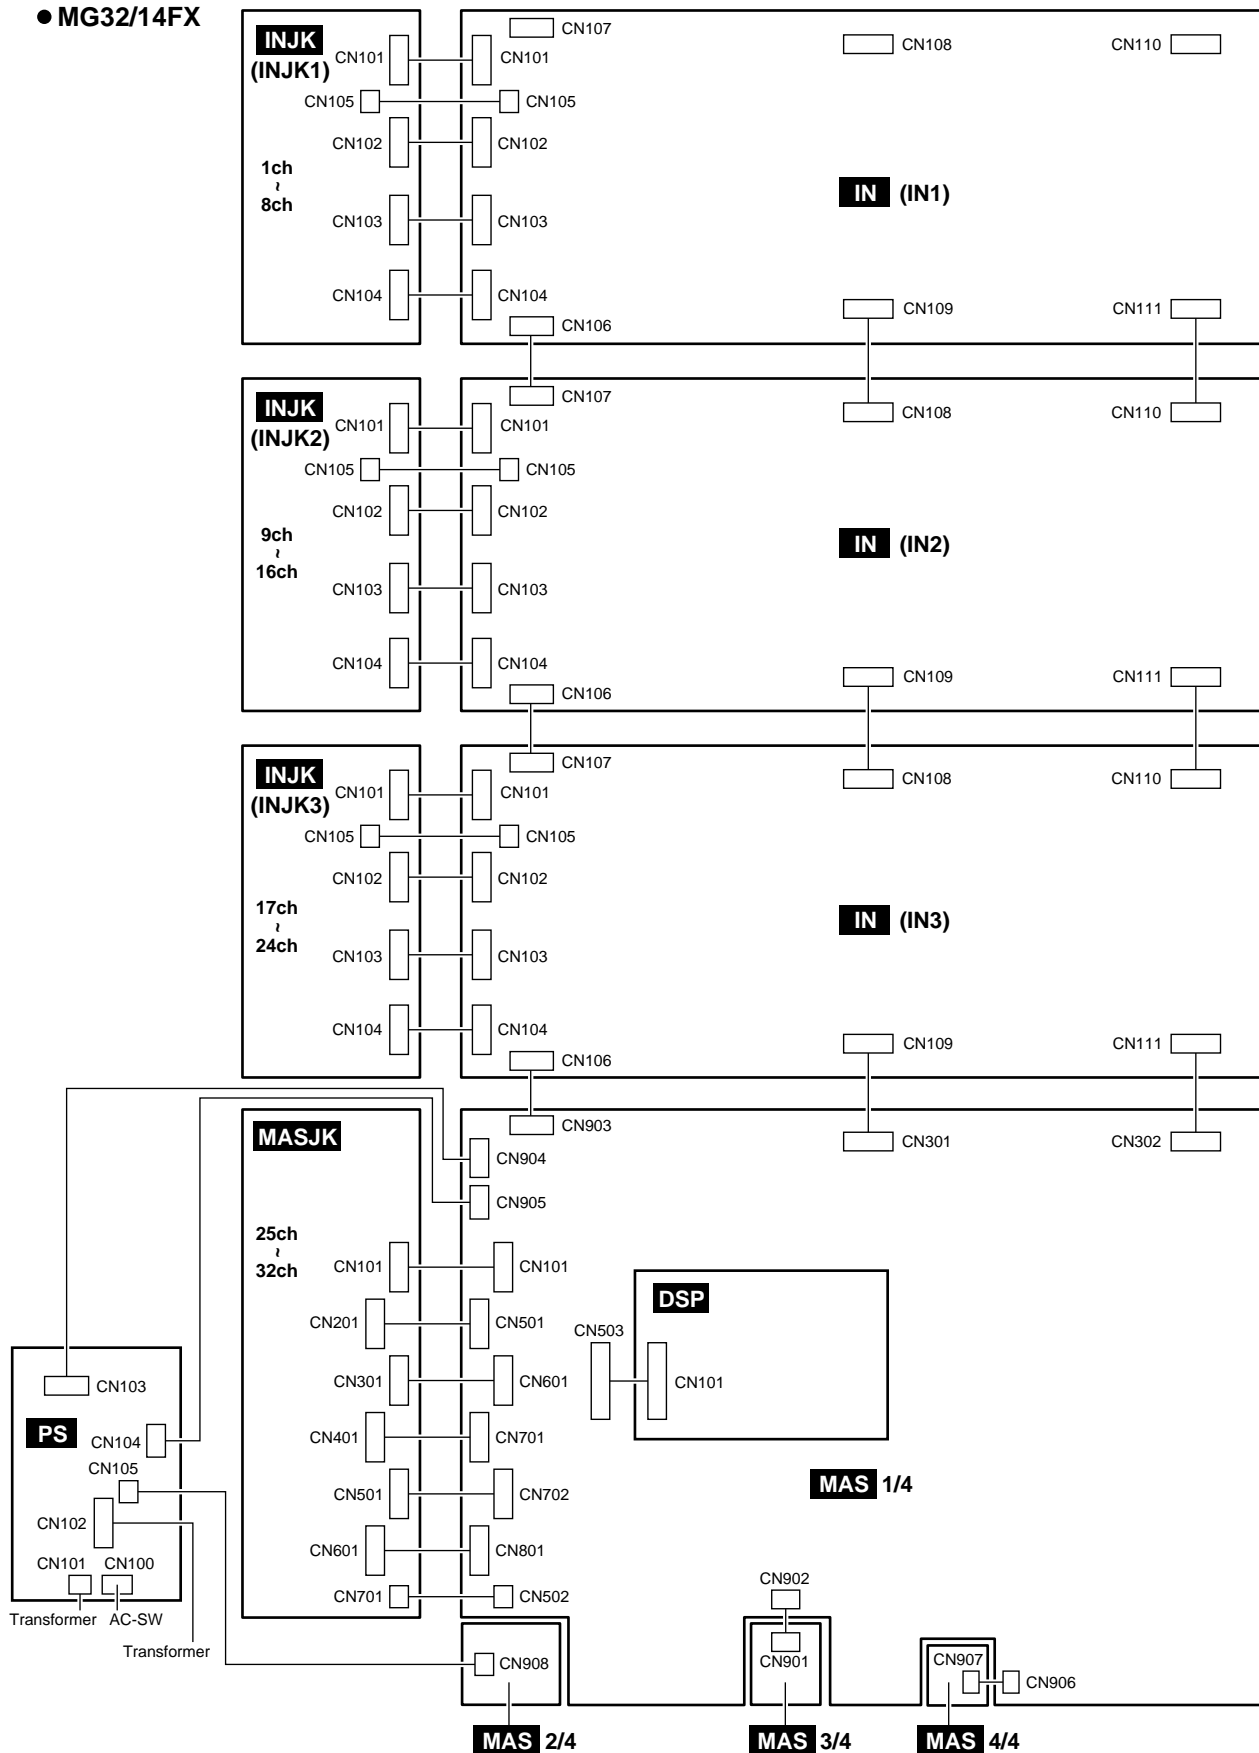 ● MG32/14FX
INJK
(INJK1)
1ch
~
8ch
CN101 CN101
CN105 CN105
CN102 CN102
CN103 CN103
CN104 CN104
CN107
CN108
CN110
IN (IN1)
CN106
CN109
CN111
INJK
(INJK2)
9ch
~
16ch
CN101 CN101
CN105 CN105
CN102 CN102
CN103 CN103
CN104 CN104
CN107
CN108
CN110
IN (IN2)
CN106
CN109
CN111
INJK
(INJK3)
17ch
~
24ch
CN101 CN101
CN105 CN105
CN102 CN102
CN103 CN103
CN104 CN104
CN107
CN108
CN110
IN (IN3)
CN106
CN109
CN111
MASJK
25ch
~
32ch
CN903
CN301
CN302
CN904
CN905
CN101 CN101
CN201 CN501
CN301 CN601
CN401 CN701
CN501 CN702
CN601 CN801
CN701 CN502
DSP
CN503
CN101
MAS 1/4
PS
CN103
CN104
CN105
CN102
CN101 CN100
Transformer AC-SW
Transformer
CN908
CN902
CN901
CN907
CN906
MAS 2/4
MAS 3/4
MAS 4/4